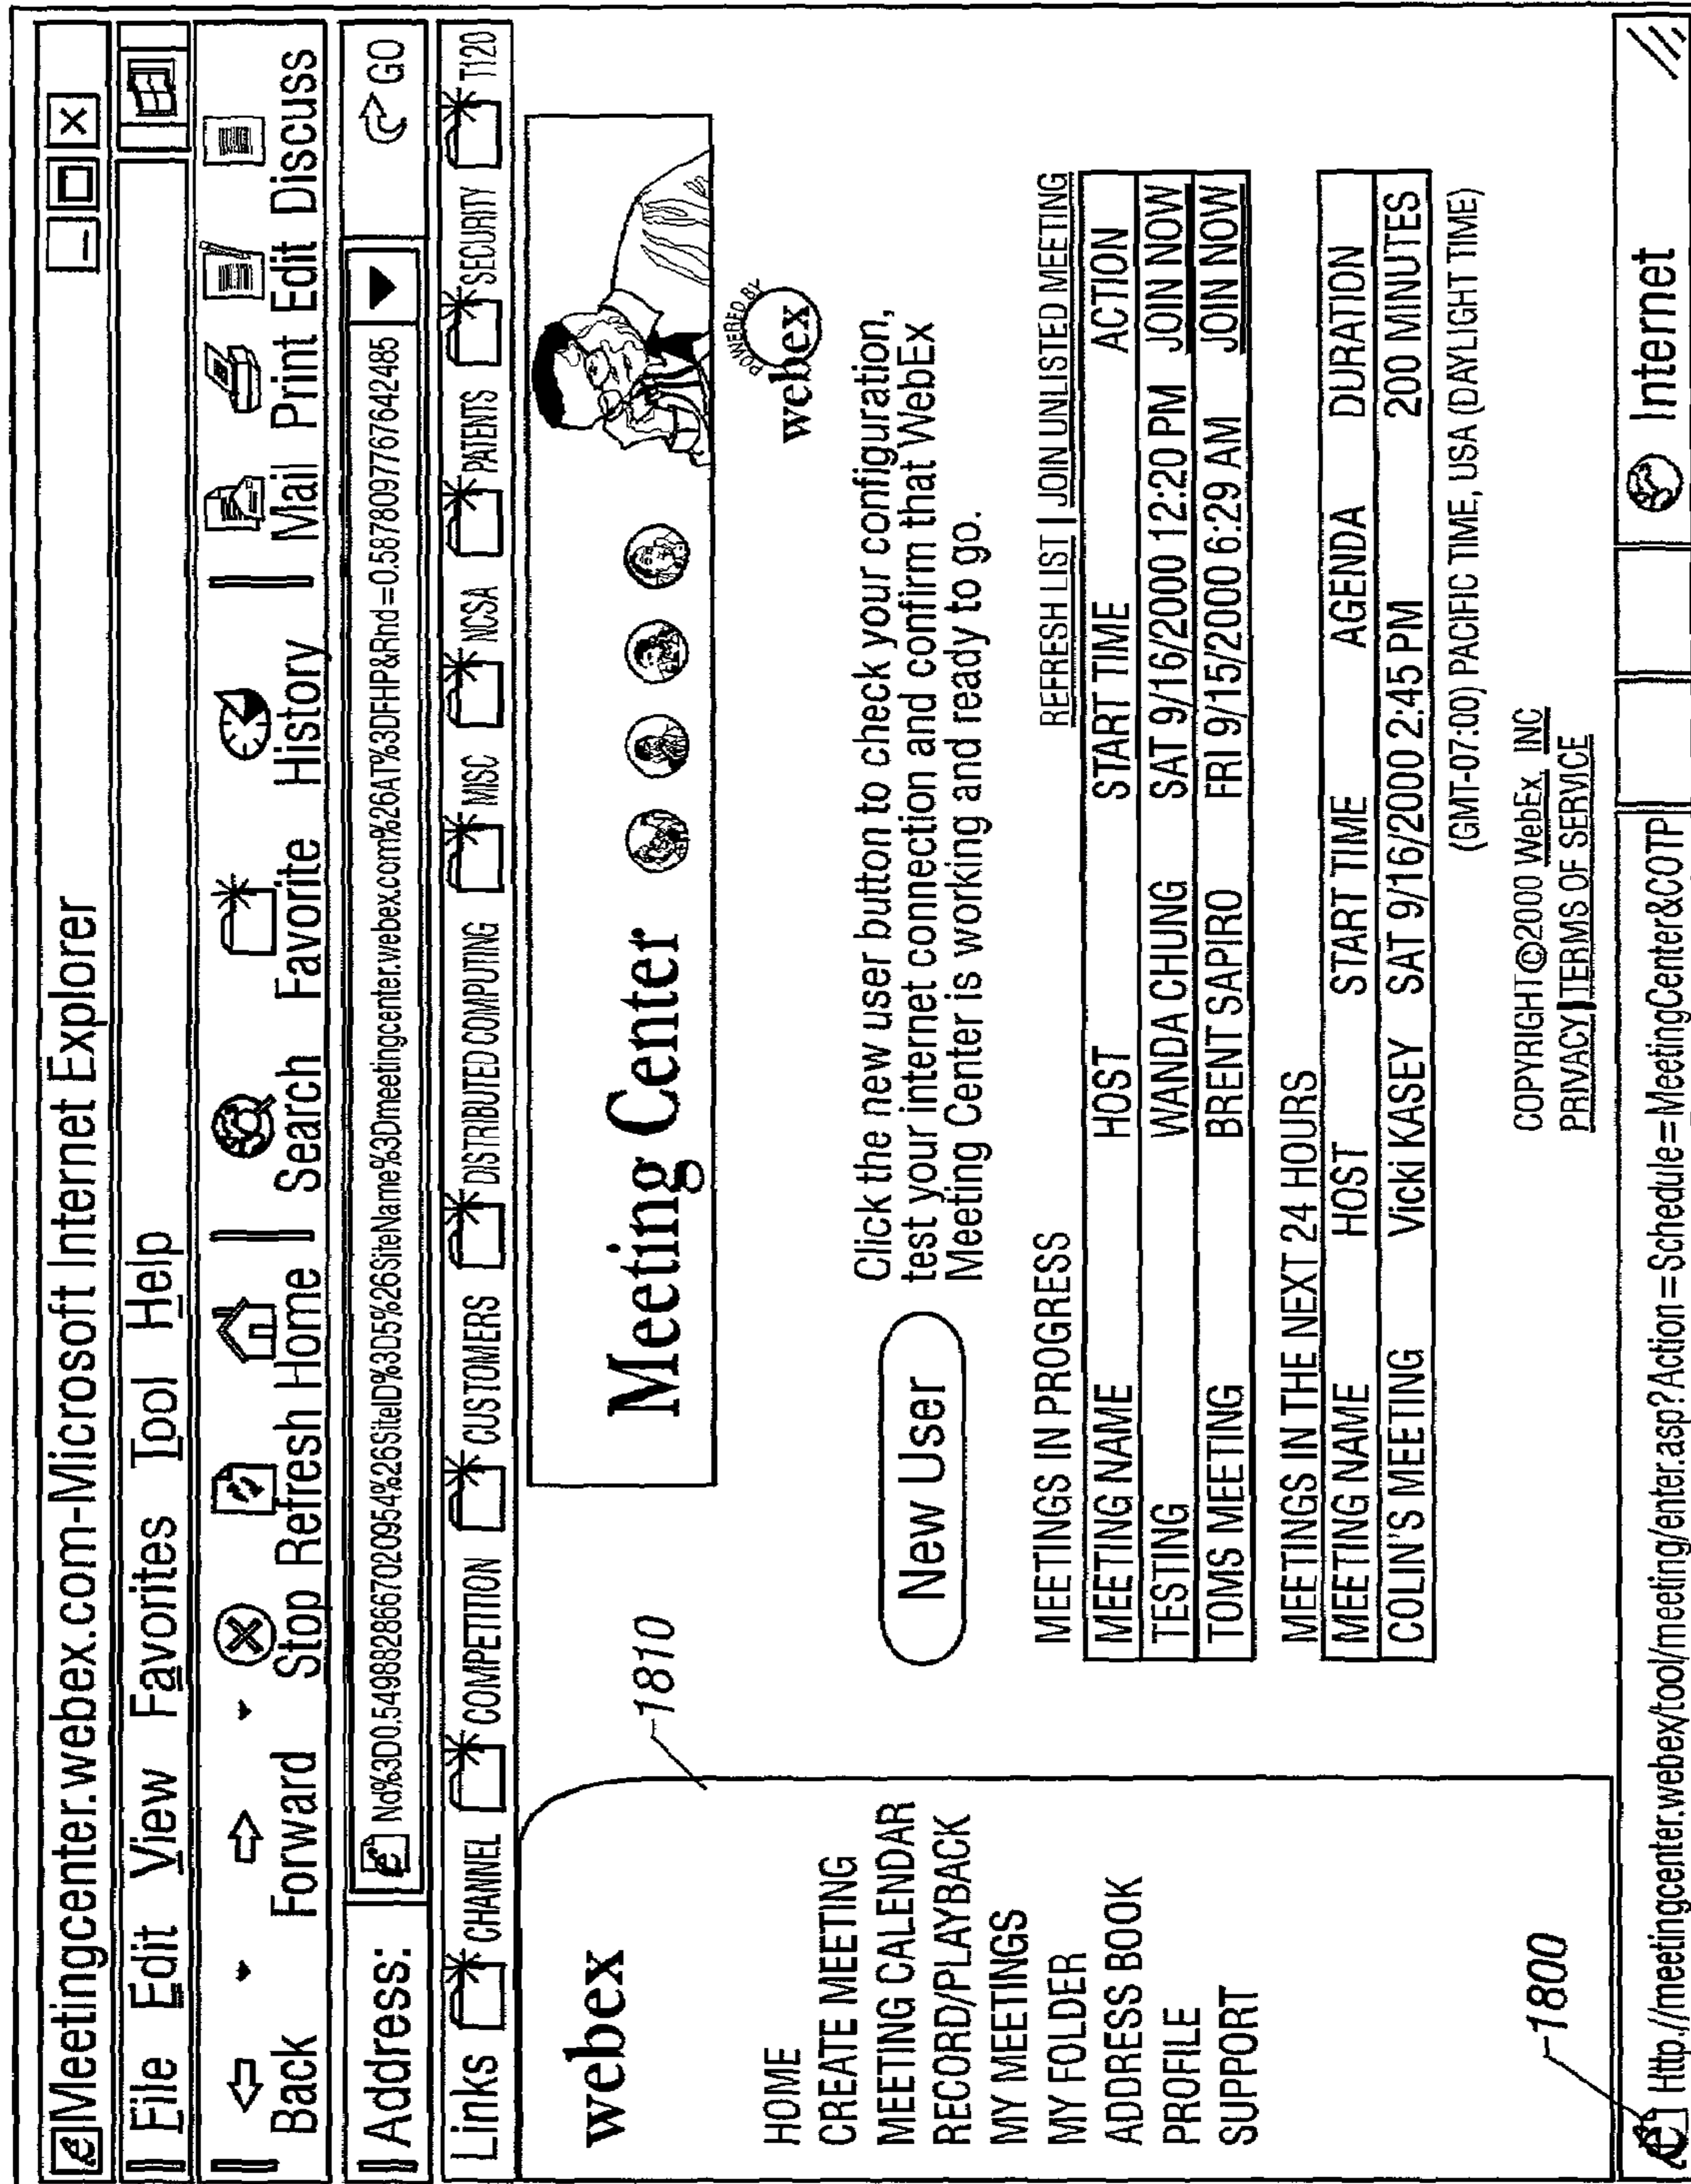 Meetingcenter.webex.com-Microsoft Internet Explorer
File Edit View Favorites Tool Help
Back Forward Stop Refresh Home Search Favorite History Mail Print Edit Discuss
Address: Nd%3D0.5498828667020954%26SiteID%3D5%26SiteName%3Dmeetingcenter.webex.com%26AT%3DFHP&Rnd=0.5878097767642485 GO
Links CHANNEL COMPETITION CUSTOMERS DISTRIBUTED COMPUTING MISC NCSA PATENTS SECURITY T120
webex
1810
HOME
CREATE MEETING
MEETING CALENDAR
RECORD/PLAYBACK
MY MEETINGS
MY FOLDER
ADDRESS BOOK
PROFILE
SUPPORT
1800
Meeting Center
POWERED BY
webex
New User
Click the new user button to check your configuration,
test your internet connection and confirm that WebEx
Meeting Center is working and ready to go.
REFRESH LIST | JOIN UNLISTED MEETING
MEETINGS IN PROGRESS
MEETING NAME HOST START TIME ACTION
TESTING WANDA CHUNG SAT 9/16/2000 12:20 PM JOIN NOW
TOMS MEETING BRENT SAPIRO FRI 9/15/2000 6:29 AM JOIN NOW
MEETINGS IN THE NEXT 24 HOURS
MEETING NAME HOST START TIME AGENDA DURATION
COLIN'S MEETING Vicki KASEY SAT 9/16/2000 2:45 PM 200 MINUTES
(GMT-07:00) PACIFIC TIME, USA (DAYLIGHT TIME)
COPYRIGHT©2000 WebEx, INC
PRIVACY | TERMS OF SERVICE
Http://meetingcenter.webex/tool/meeting/enter.asp?Action=Schedule=MeetingCenter&COTP Internet